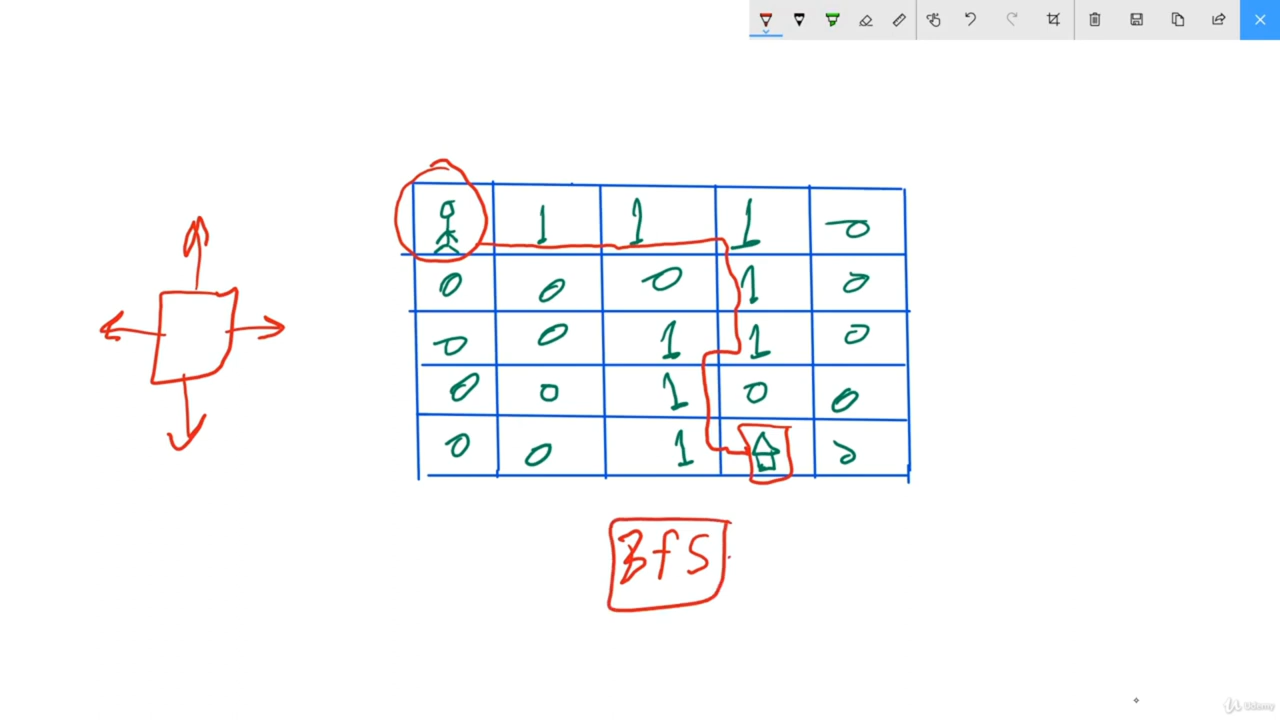 1 1 1 0
0 0 0 1 0
0 0 1 1 0
0 0 1 0 0
0 0 1 0
BfS
Udemy